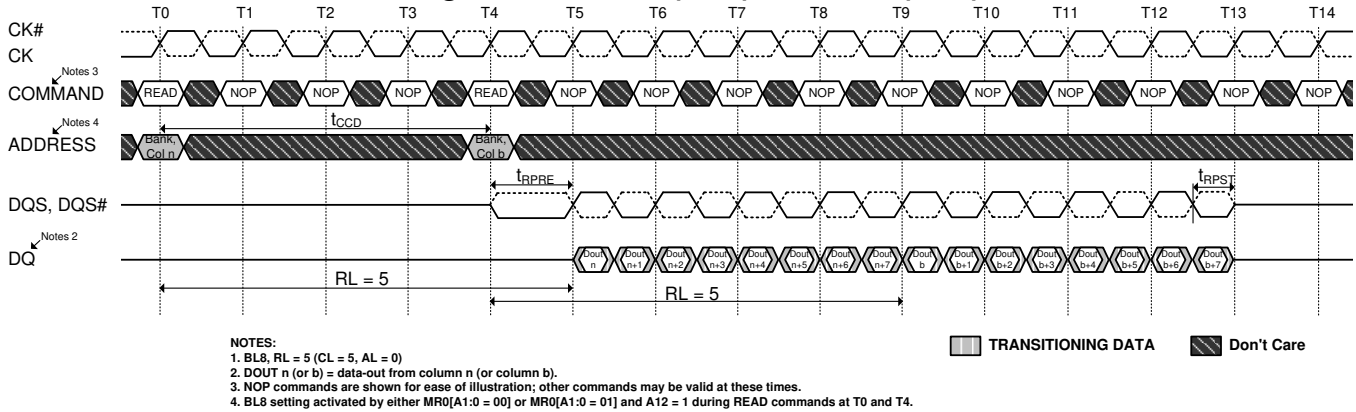 T0 T1 T2 T3 T4 T5 T6 T7 T8 T9 T10 T11 T12 T13 T14
CK#
CK
Notes 3
COMMAND READ NOP NOP NOP READ NOP NOP NOP NOP NOP NOP NOP NOP NOP NOP
tCCD
Notes 4
ADDRESS Bank, Col n Bank, Col b
tRPRE tRPST
DQS, DQS#
Notes 2
DQ Dout n Dout n+1 Dout n+2 Dout n+3 Dout n+4 Dout n+5 Dout n+6 Dout n+7 Dout b Dout b+1 Dout b+2 Dout b+3 Dout b+4 Dout b+5 Dout b+6 Dout b+7
RL = 5 RL = 5
NOTES:
1. BL8, RL = 5 (CL = 5, AL = 0)
2. DOUT n (or b) = data-out from column n (or column b).
3. NOP commands are shown for ease of illustration; other commands may be valid at these times.
4. BL8 setting activated by either MR0[A1:0 = 00] or MR0[A1:0 = 01] and A12 = 1 during READ commands at T0 and T4.
TRANSITIONING DATA Don't Care